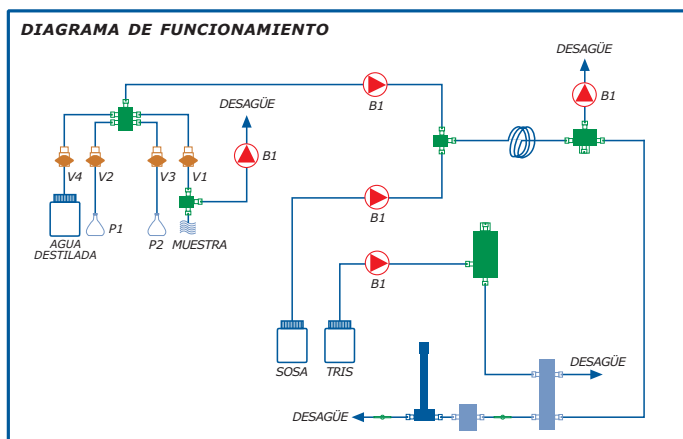 DIAGRAMA DE FUNCIONAMIENTO
DESAGÜE
B1
DESAGÜE
B1
B1
V4
V2
V3
V1
B1
P1
P2
MUESTRA
AGUA
DESTILADA
B1
SOSA
TRIS
DESAGÜE
DESAGÜE